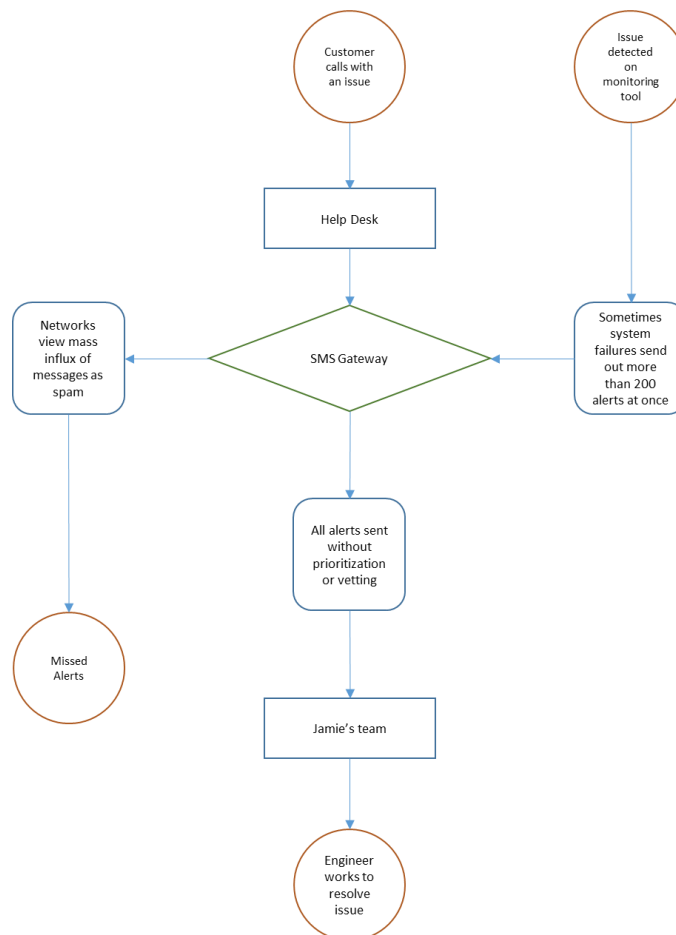 Customer
calls with
an issue
Issue
detected
on
monitoring
tool
Help Desk
Networks
view mass
influx of
messages as
spam
SMS Gateway
Sometimes
system
failures send
out more
than 200
alerts at once
All alerts sent
without
prioritization
or vetting
Missed
Alerts
Jamie’s team
Engineer
works to
resolve
issue